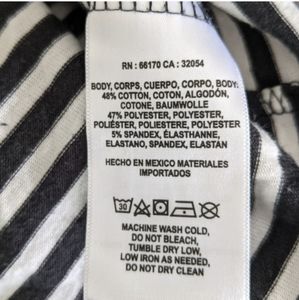 RN : 66170 CA : 32054
BODY, CORPS, CUERPO, CORPO, BODY:
48% COTTON, COTON, ALGODÓN,
COTONE, BAUMWOLLE
47% POLYESTER, POLYESTER,
POLIÉSTER, POLIESTERE, POLYESTER
5% SPANDEX, ÉLASTHANNE,
ELASTANO, SPANDEX, ELASTAN
HECHO EN MEXICO MATERIALES
IMPORTADOS
30
MACHINE WASH COLD,
DO NOT BLEACH,
TUMBLE DRY LOW,
LOW IRON AS NEEDED,
DO NOT DRY CLEAN